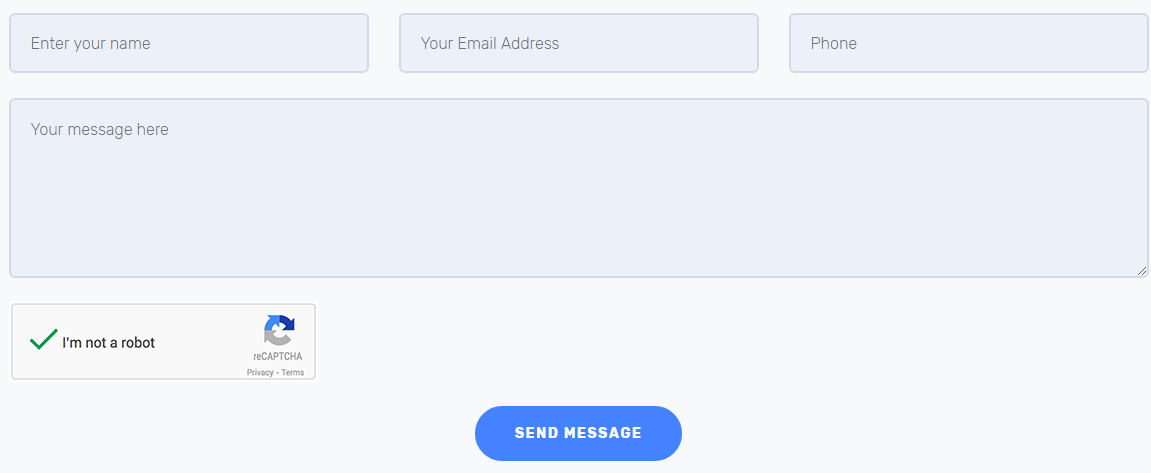 Enter your name
Your Email Address
Phone
Your message here
I'm not a robot
reCAPTCHA
Privacy - Terms
SEND MESSAGE